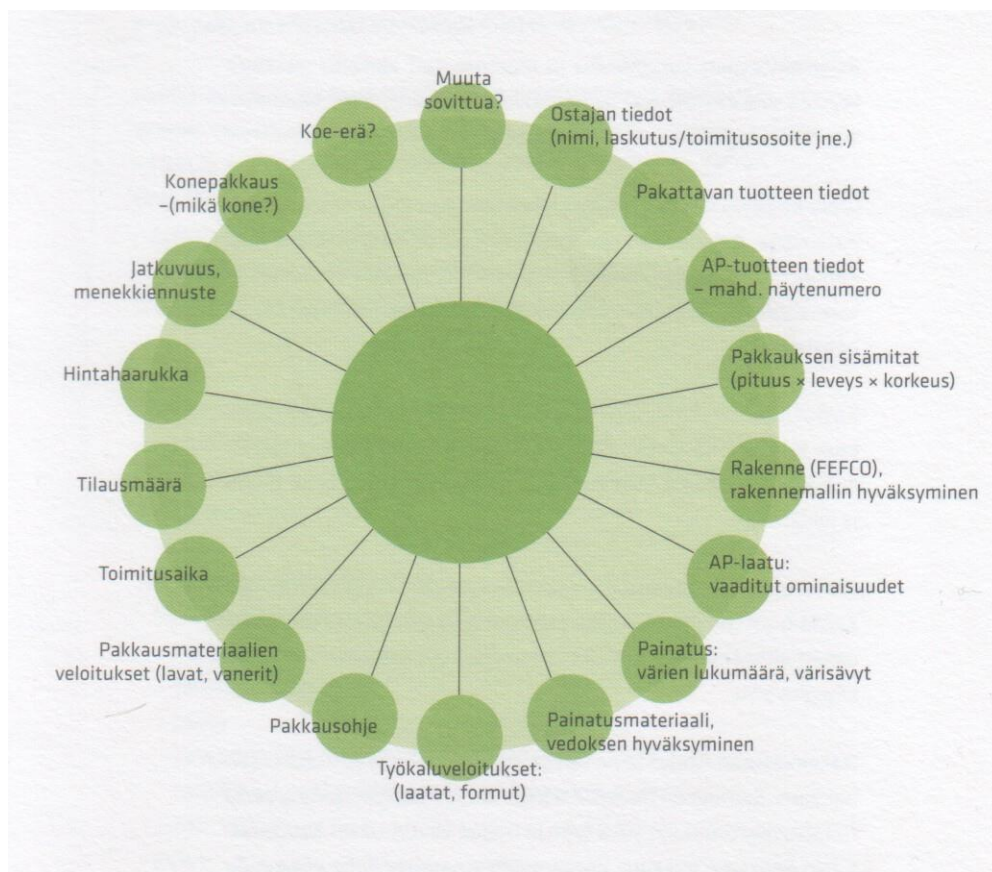 Muuta
sovittua?
Ostajan tiedot
(nimi, laskutus/toimitusosoite jne.)
Pakattavan tuotteen tiedot
AP-tuotteen tiedot
– mahd. näytenumero
Pakkauksen sisämitat
(pituus × leveys × korkeus)
Rakenne (FEFCO),
rakennemallin hyväksyminen
AP-laatu:
vaaditut ominaisuudet
Painatus:
värien lukumäärä, värisävyt
Painatusmateriaali,
vedoksen hyväksyminen
Työkaluveloitukset:
(laatat, formut)
Pakkausohje
Pakkausmateriaalien
veloitukset (lavat, vanerit)
Toimitusaika
Tilausmäärä
Hintahaarukka
Jatkuvuus,
menekkiennuste
Konepakkaus
–(mikä kone?)
Koe-erä?